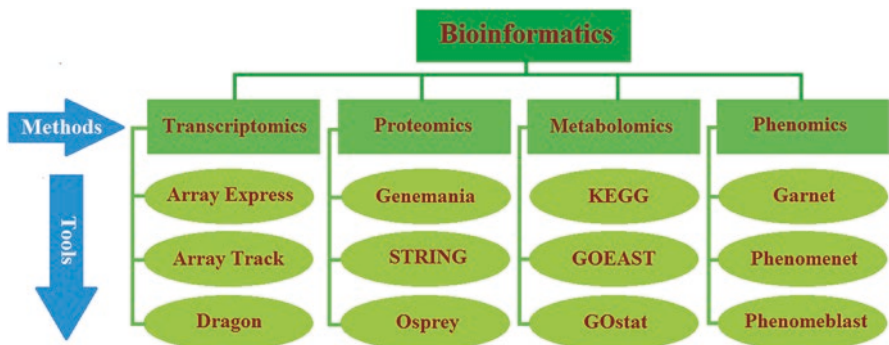 Bioinformatics
Methods
Transcriptomics
Proteomics
Metabolomics
Phenomics
Tools
Array Express
Genemania
KEGG
Garnet
Array Track
STRING
GOEAST
Phenomenet
Dragon
Osprey
GOstat
Phenomeblast